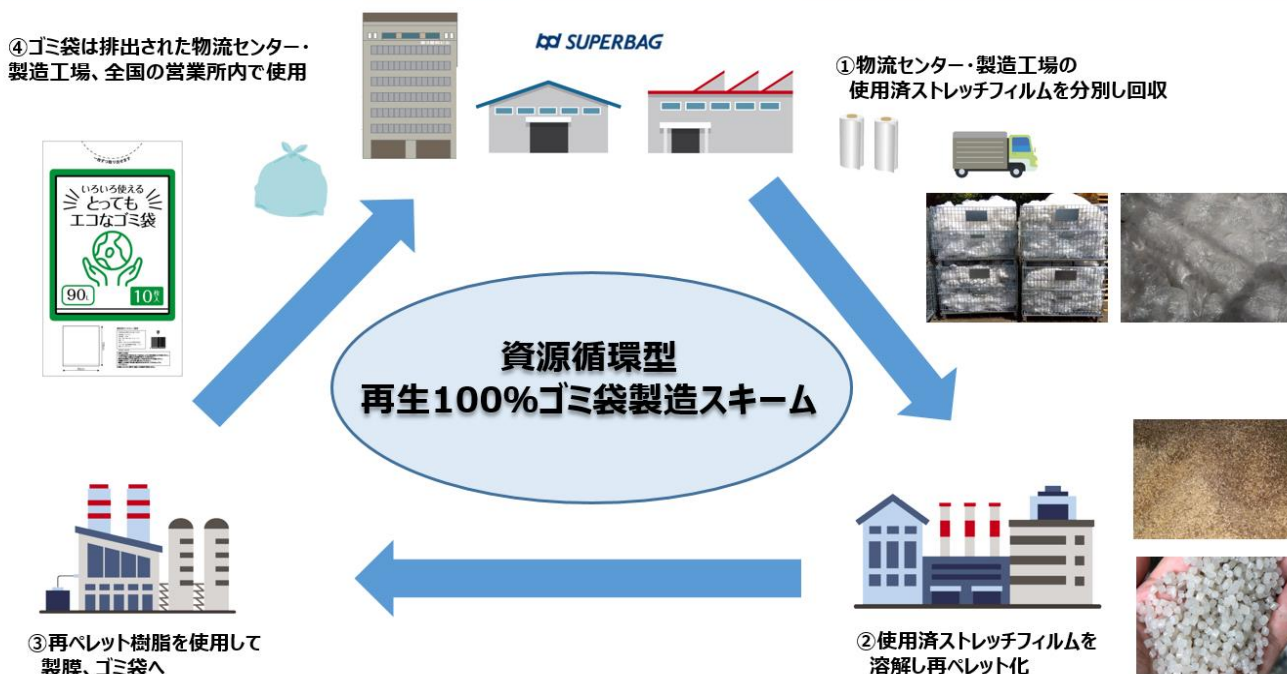 ④ゴミ袋は排出された物流センター・
製造工場、全国の営業所内で使用
SUPERBAG
①物流センター・製造工場の
使用済ストレッチフィルムを分別し回収
いろいろ使える
とっても
エコなゴミ袋
90L
10枚入
資源循環型
再生100%ゴミ袋製造スキーム
③再ペレット樹脂を使用して
製膜、ゴミ袋へ
②使用済ストレッチフィルムを
溶解し再ペレット化